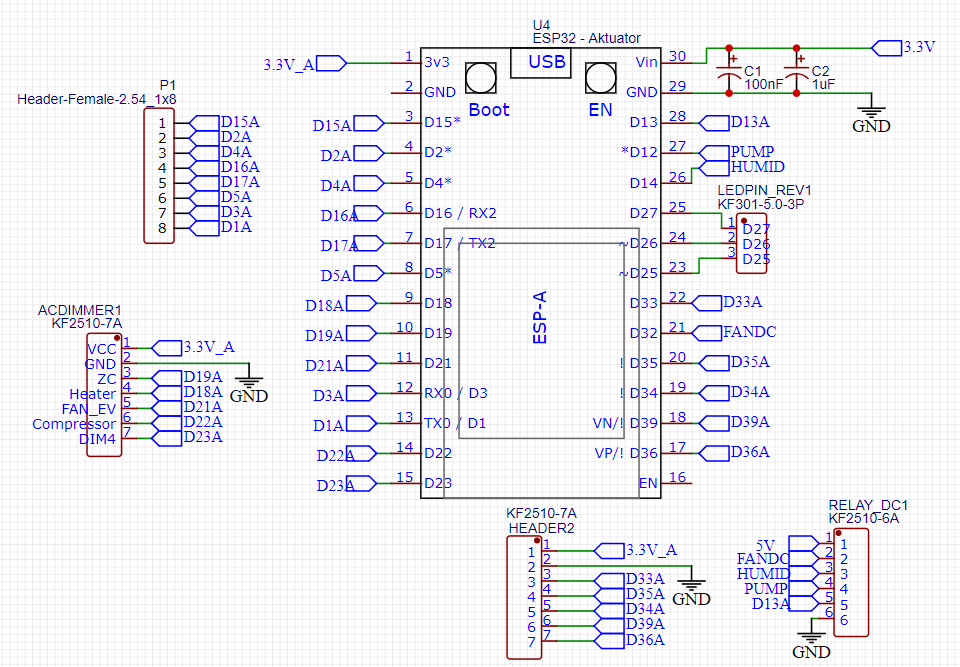 U4
ESP32 - Aktuator
3.3V_A
1
3v3
USB
Vin
30
3.3V
C1
100nF
C2
1uF
2
GND
Boot
EN
GND
29
GND
P1
Header-Female-2.54_1x8
1 D15A
2 D2A
3 D4A
4 D16A
5 D17A
6 D5A
7 D3A
8 D1A
D15A 3 D15*
D13 28 D13A
D2A 4 D2*
*D12 27 PUMP
D4A 5 D4*
D14 26 HUMID
D16A 6 D16 / RX2
D27 25
D17A 7 D17 / TX2
~D26 24
D5A 8 D5*
~D25 23
LEDPIN_REV1
KF301-5.0-3P
1 D27
2 D26
3 D25
D18A 9 D18
D33 22 D33A
D19A 10 D19
D32 21 FANDC
D21A 11 D21
! D35 20 D35A
D3A 12 RX0 / D3
! D34 19 D34A
D1A 13 TX0 / D1
VN/! D39 18 D39A
D22A 14 D22
VP/! D36 17 D36A
D23A 15 D23
EN 16
ESP-A
ACDIMMER1
KF2510-7A
VCC 1 3.3V_A
GND 2
GND
ZC 3 D19A
Heater 4 D18A
FAN_EV 5 D21A
Compressor 6 D22A
DIM4 7 D23A
KF2510-7A
HEADER2
1 1 3.3V_A
2 2
GND
3 3 D33A
4 4 D35A
5 5 D34A
6 6 D39A
7 7 D36A
RELAY_DC1
KF2510-6A
5V 1 1
FANDC 2 2
HUMID 3 3
PUMP 4 4
D13A 5 5
6 6
GND